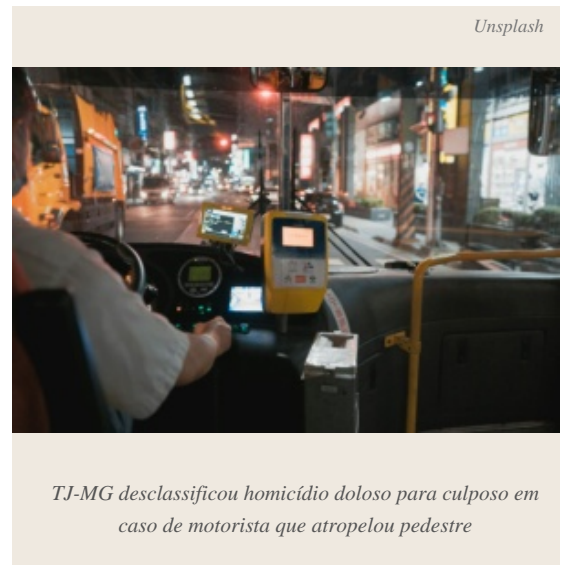 Unsplash
TJ-MG desclassificou homicídio doloso para culposo em
caso de motorista que atropelou pedestre